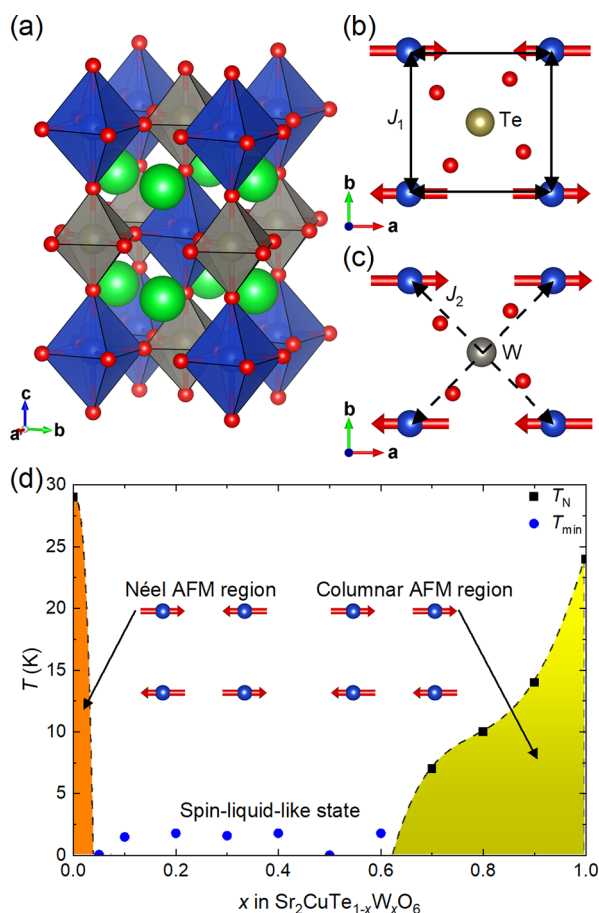 (a)
c
a
b
(b)
J1
Te
b
a
(c)
J2
W
b
a
(d)
30
25
20
15
10
5
0
T (K)
TN
Tmin
Néel AFM region
Columnar AFM region
Spin-liquid-like state
0.0 0.2 0.4 0.6 0.8 1.0
x in Sr2CuTe1-xWxO6